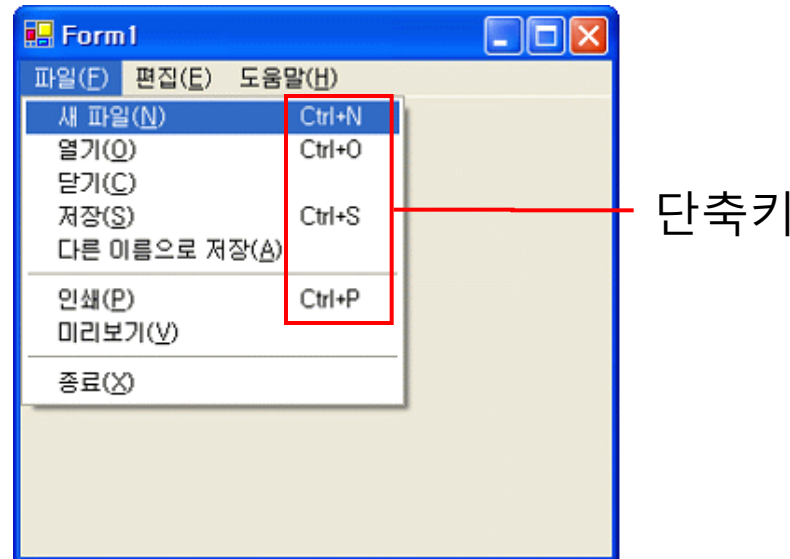 Form1
파일(F) 편집(E) 도움말(H)
새 파일(N) Ctrl+N
열기(O) Ctrl+O
닫기(C)
저장(S) Ctrl+S
다른 이름으로 저장(A)
인쇄(P) Ctrl+P
미리보기(V)
종료(X)
단축키